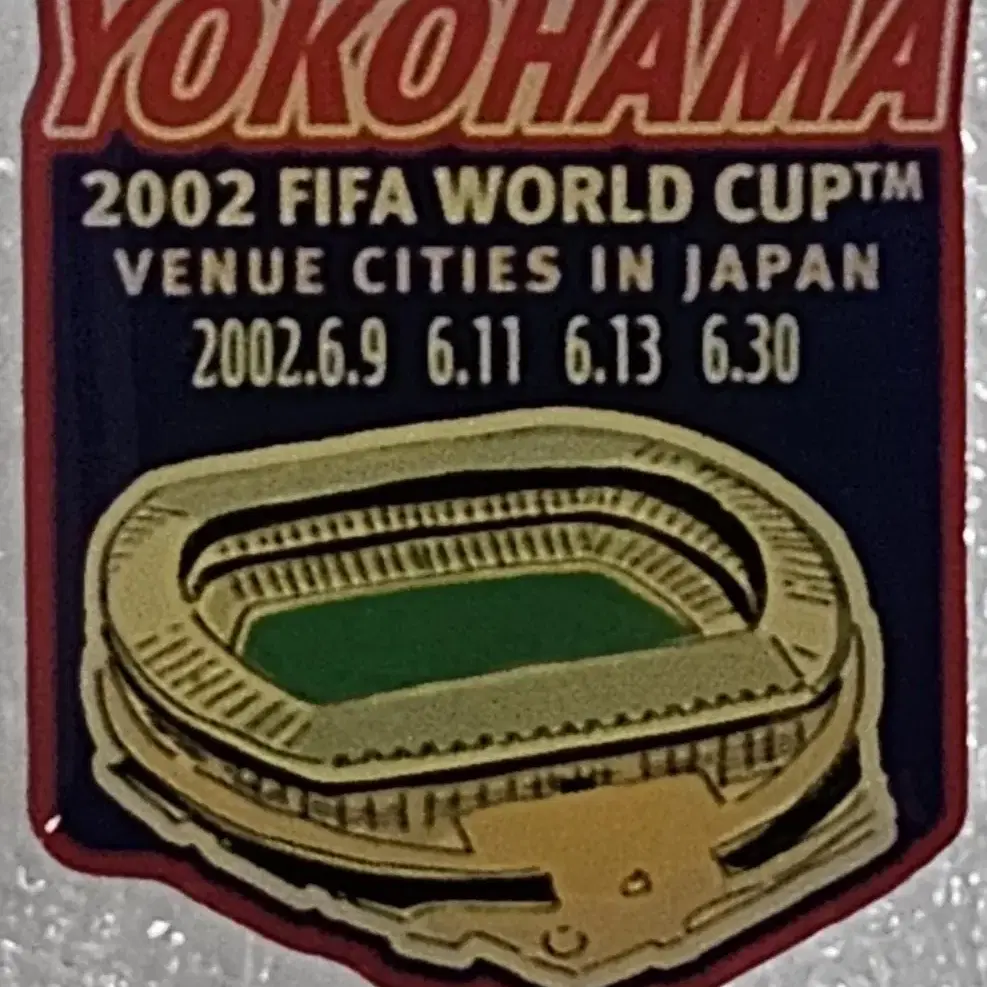 YOKOHAMA
2002 FIFA WORLD CUP™
VENUE CITIES IN JAPAN
2002.6.9 6.11 6.13 6.30